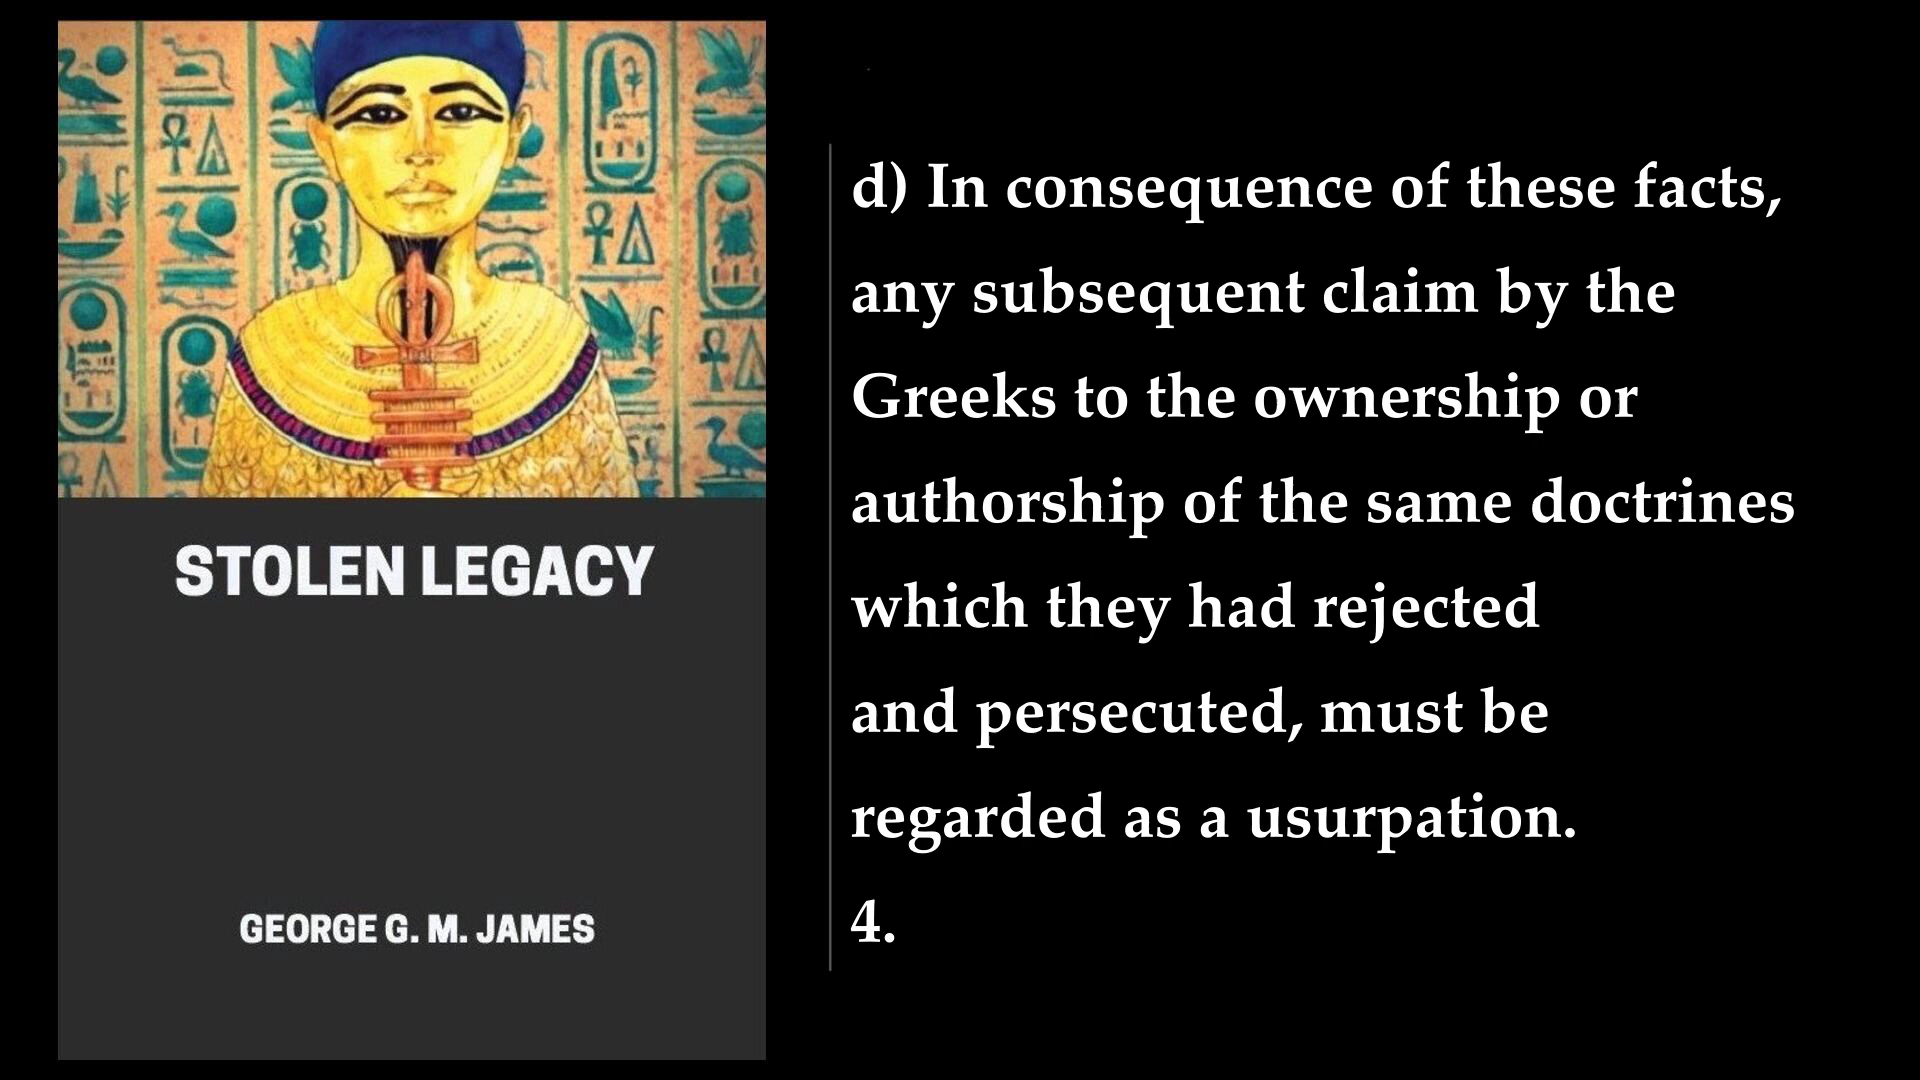 STOLEN LEGACY
GEORGE G. M. JAMES
d) In consequence of these facts,
any subsequent claim by the
Greeks to the ownership or
authorship of the same doctrines
which they had rejected
and persecuted, must be
regarded as a usurpation.
4.